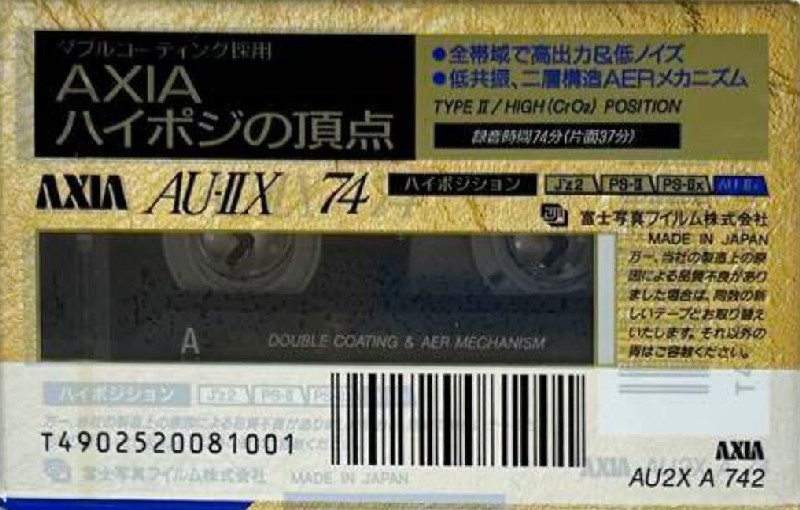 ダブルコーティング採用
AXIA
ハイポジの頂点
●全帯域で高出力&低ノイズ
●低共振、二層構造AERメカニズム
TYPE II/HIGH(CrO₂) POSITION
録音時間74分(片面37分)
AXIA AU-IIX 74 ハイポジション J'z2 PS-II PS-IIx AU-IIx
富士写真フイルム株式会社
MADE IN JAPAN
万一、当社の製造上の原
因による品質不良があり
ました場合は、同数の新
しいテープとお取り替え
いたします。それ以外の
責はご容赦ください。
A DOUBLE COATING & AER MECHANISM
ハイポジション J'z2 PS-II
T4902520081001
富士写真フイルム株式会社 MADE IN JAPAN
AXIA
AU2X A 742